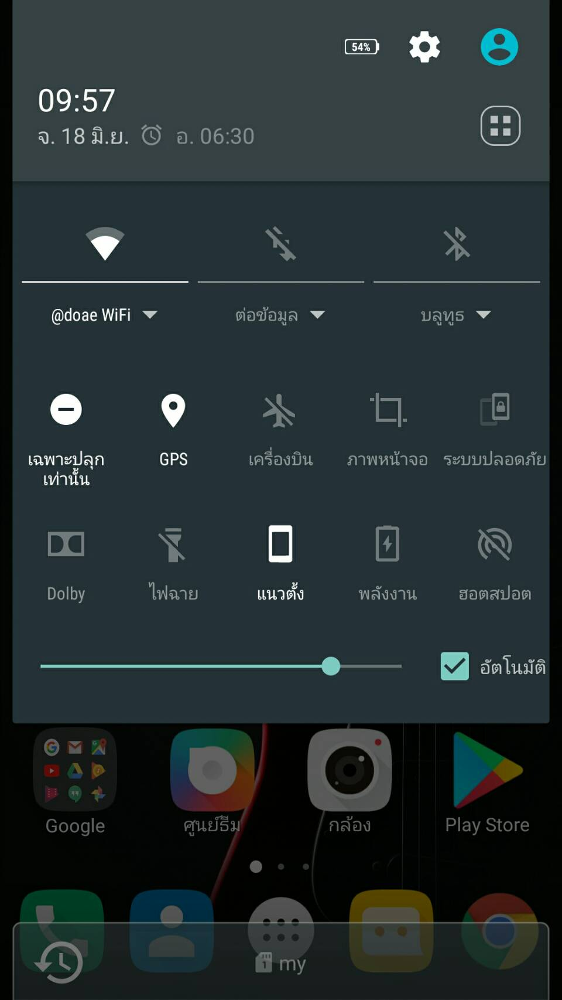 54%
09:57
จ. 18 มิ.ย. อ. 06:30
@doae WiFi ต่อข้อมูล บลูทูธ
เฉพาะปลุก
เท่านั้น
GPS เครื่องบิน ภาพหน้าจอ ระบบปลอดภัย
Dolby ไฟฉาย แนวตั้ง พลังงาน ฮอตสปอต
อัตโนมัติ
Google ศูนย์ธีม กล้อง Play Store
1 my